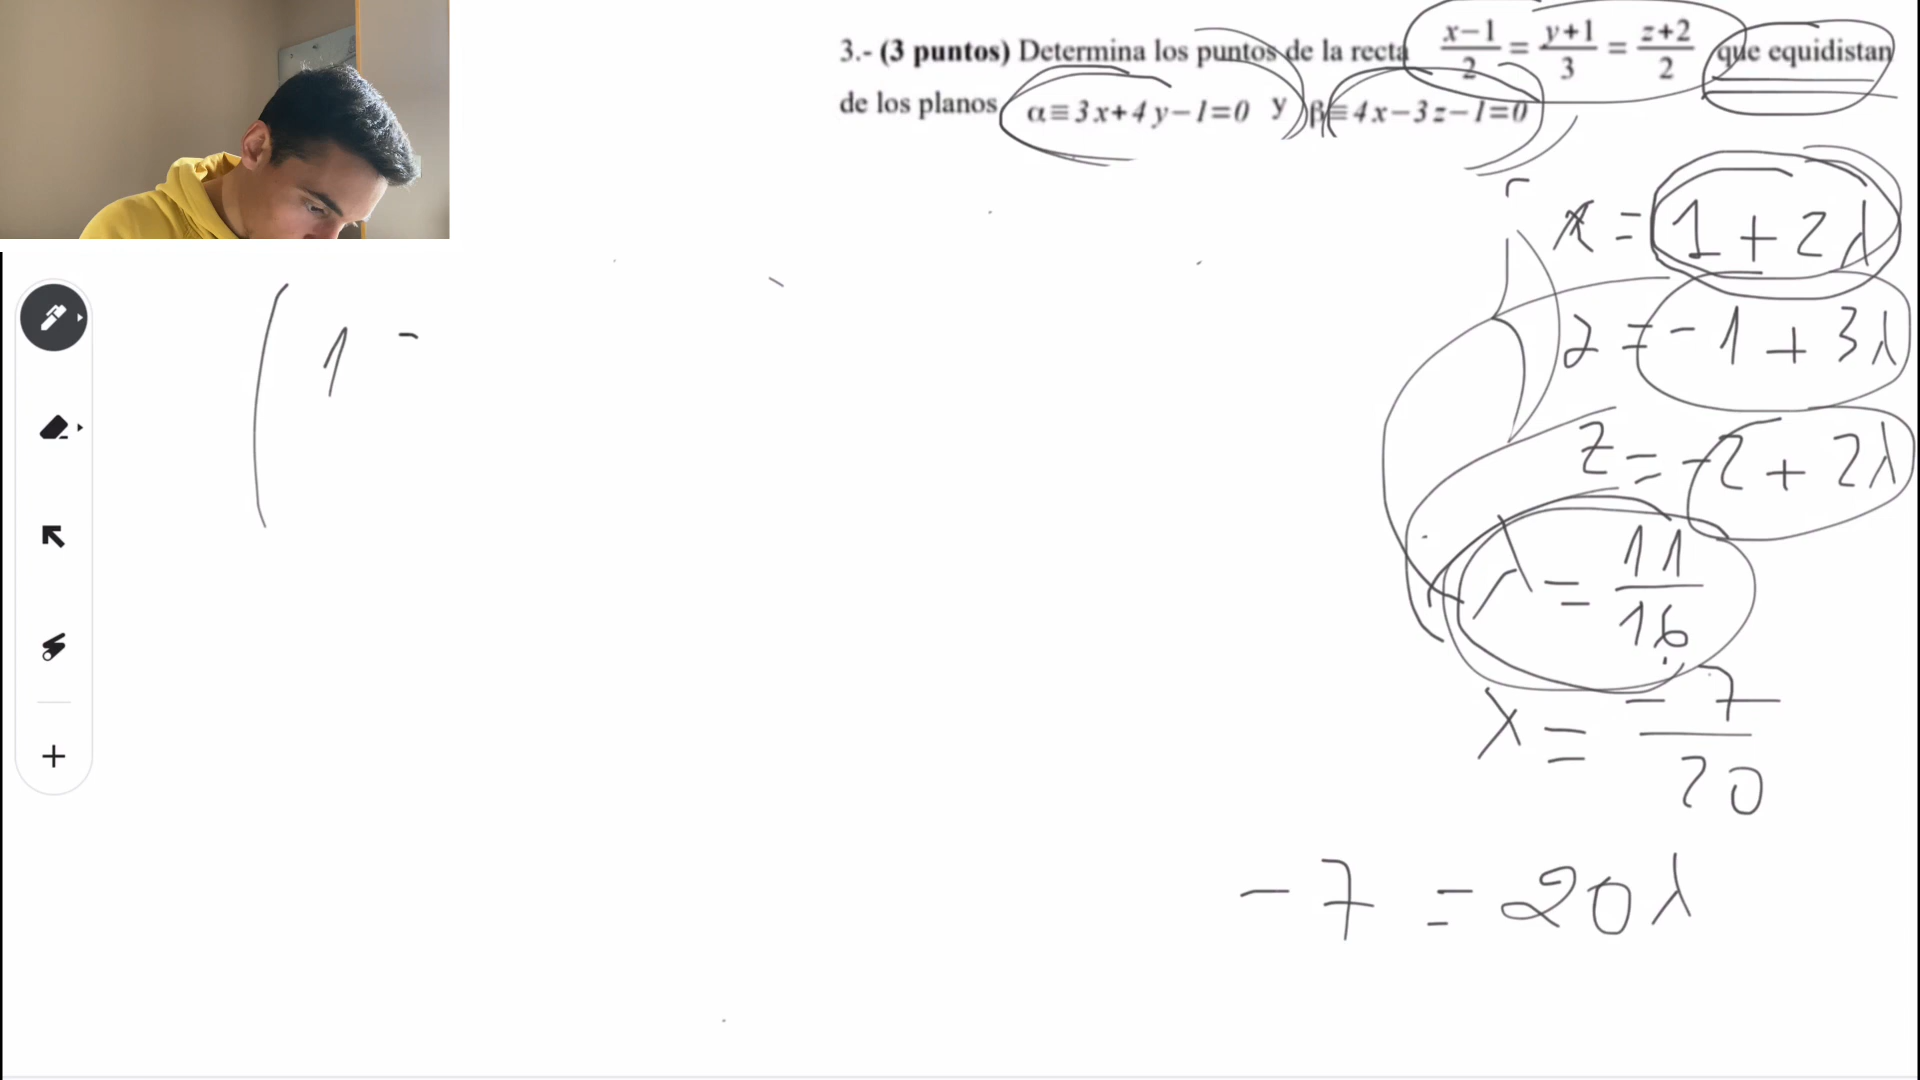 3.- (3 puntos) Determina los puntos de la recta x−1/2 = y+1/3 = z+2/2 que equidistan
de los planos α≡3x+4y−1=0 y β≡4x−3z−1=0
x = 1 + 2λ
2 = -1 + 3λ
z = -2 + 2λ
λ = 11/16
λ = -7/20
-7 = 20λ
( 1 -